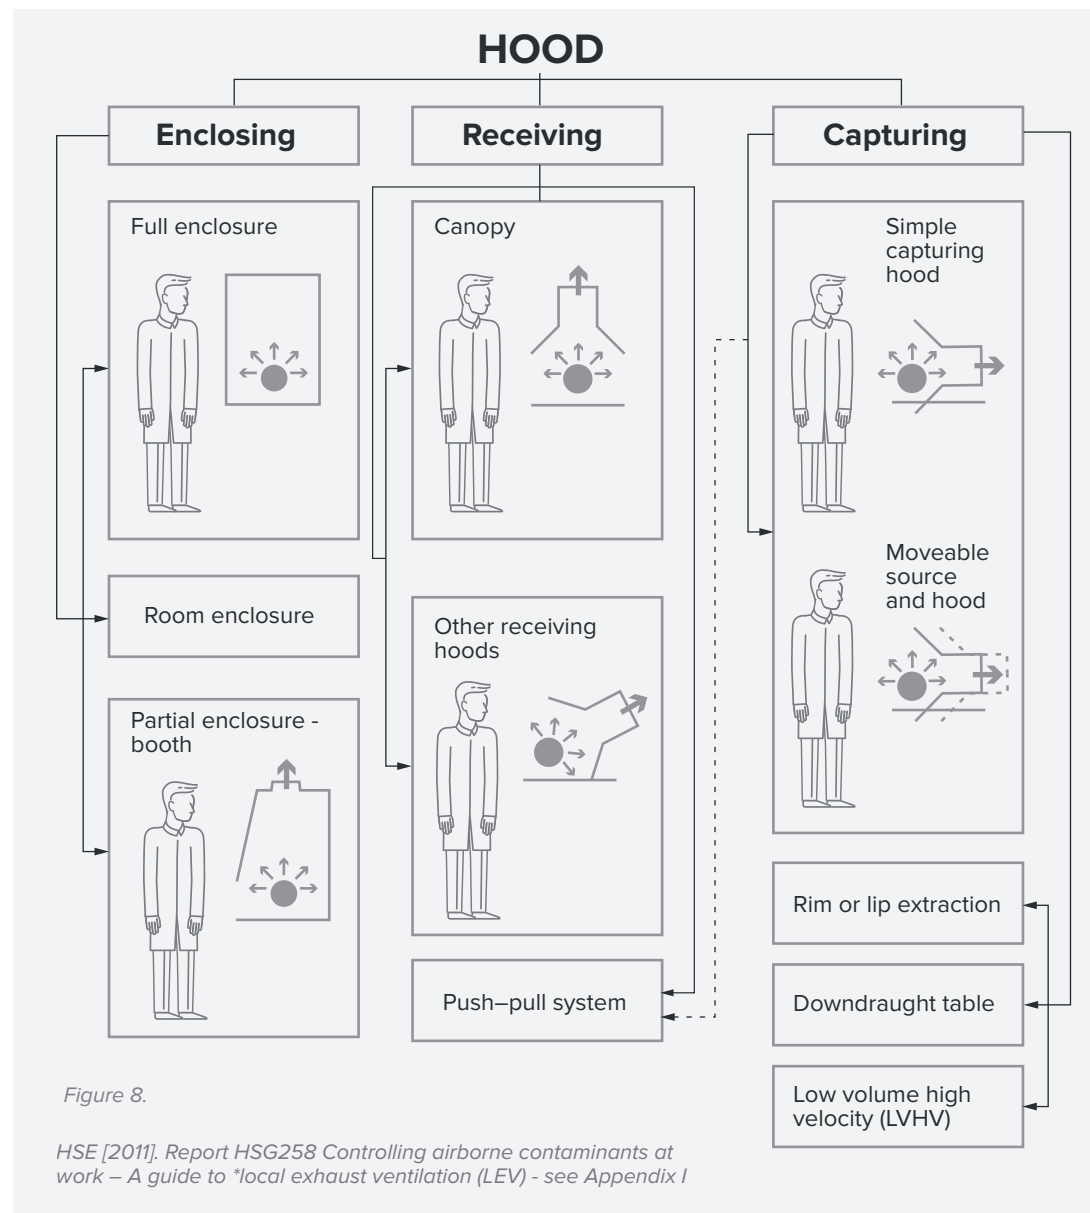 HOOD
Enclosing
Receiving
Capturing
Full enclosure
Room enclosure
Partial enclosure -
booth
Canopy
Other receiving
hoods
Push–pull system
Simple
capturing
hood
Moveable
source
and hood
Rim or lip extraction
Downdraught table
Low volume high
velocity (LVHV)
Figure 8.
HSE [2011]. Report HSG258 Controlling airborne contaminants at
work – A guide to *local exhaust ventilation (LEV) - see Appendix I